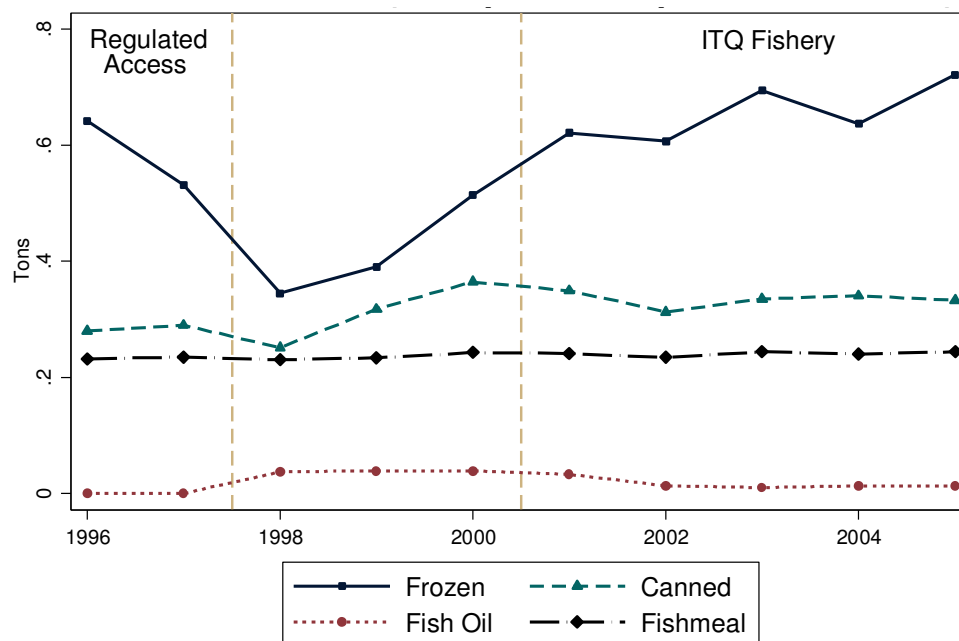 Regulated
Access
ITQ Fishery
Tons
.8
.6
.4
.2
0
1996 1998 2000 2002 2004
Frozen Canned
Fish Oil Fishmeal